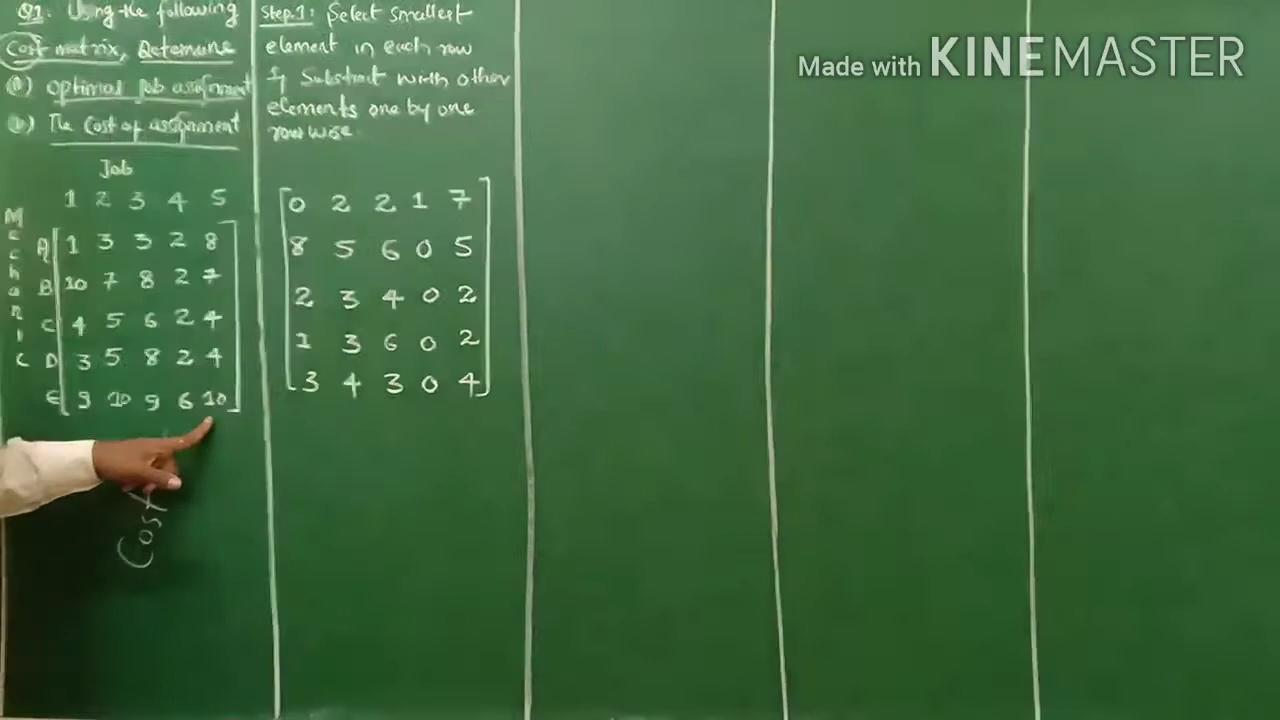 Q1. Using the following
Cost matrix, Determine
(a) optimal Job assignment
(b) The Cost of assignment
Job
1 2 3 4 5
Mechanic
A 1 3 3 2 8
B 10 7 8 2 7
C 4 5 6 2 4
D 3 5 8 2 4
E 9 10 9 6 10
Cost
Step.1: Select smallest
element in each row
& Substract with other
elements one by one
row wise.
0 2 2 1 7
8 5 6 0 5
2 3 4 0 2
1 3 6 0 2
3 4 3 0 4
Made with KINEMASTER